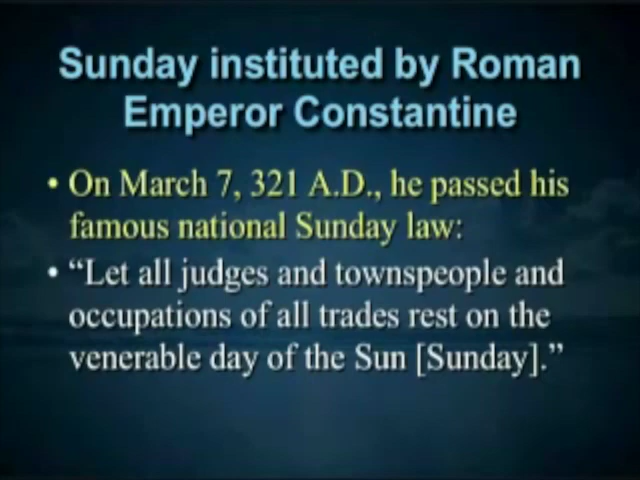 Sunday instituted by Roman
Emperor Constantine
• On March 7, 321 A.D., he passed his
famous national Sunday law:
• “Let all judges and townspeople and
occupations of all trades rest on the
venerable day of the Sun [Sunday].”